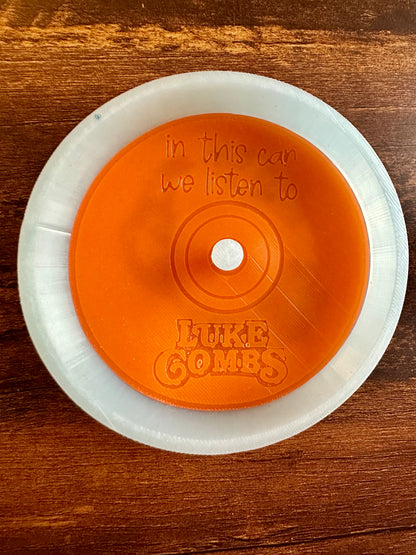 in this can
we listen to
LUKE
COMBS